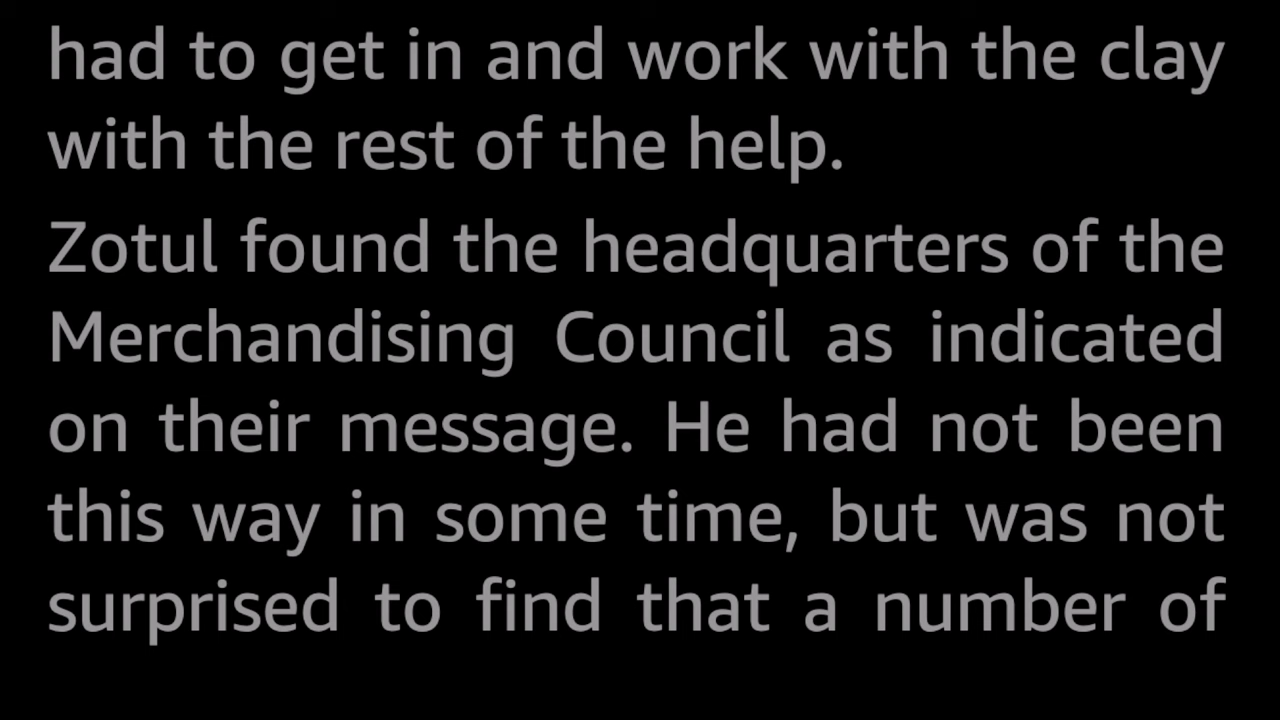 had to get in and work with the clay
with the rest of the help.
Zotul found the headquarters of the
Merchandising Council as indicated
on their message. He had not been
this way in some time, but was not
surprised to find that a number of